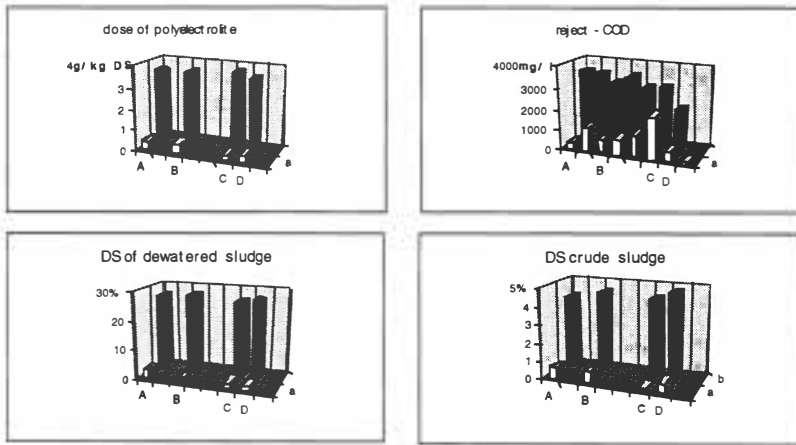 dose of polyelectrolite
4g/kg DS
3
2
1
0
A
B
C
D
a
reject - COD
4000mg/l
3000
2000
1000
A
B
C
D
a
DS of dewatered sludge
30%
20
10
0
A
B
C
D
a
DS crude sludge
5%
4
3
2
1
0
A
B
C
D
a
b